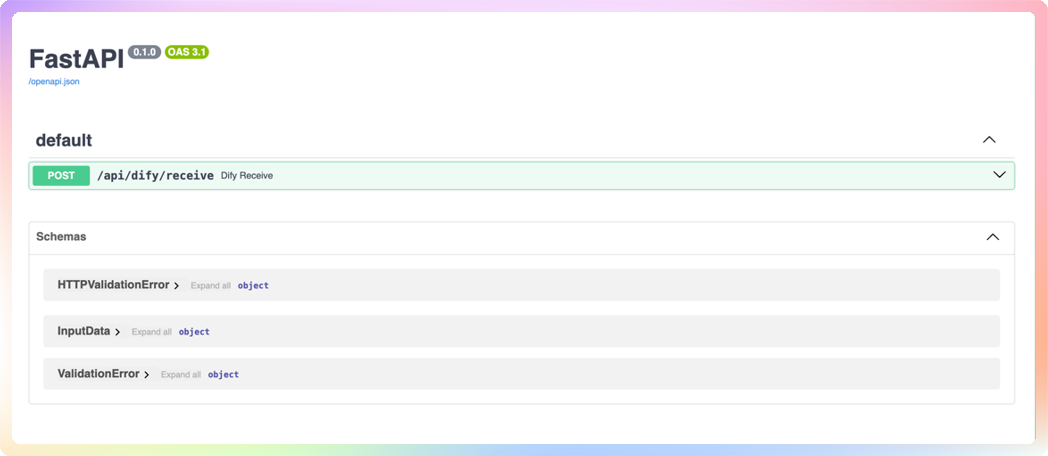 FastAPI 0.1.0 OAS 3.1
/openapi.json
default
POST /api/dify/receive Dify Receive
Schemas
HTTPValidationError Expand all object
InputData Expand all object
ValidationError Expand all object